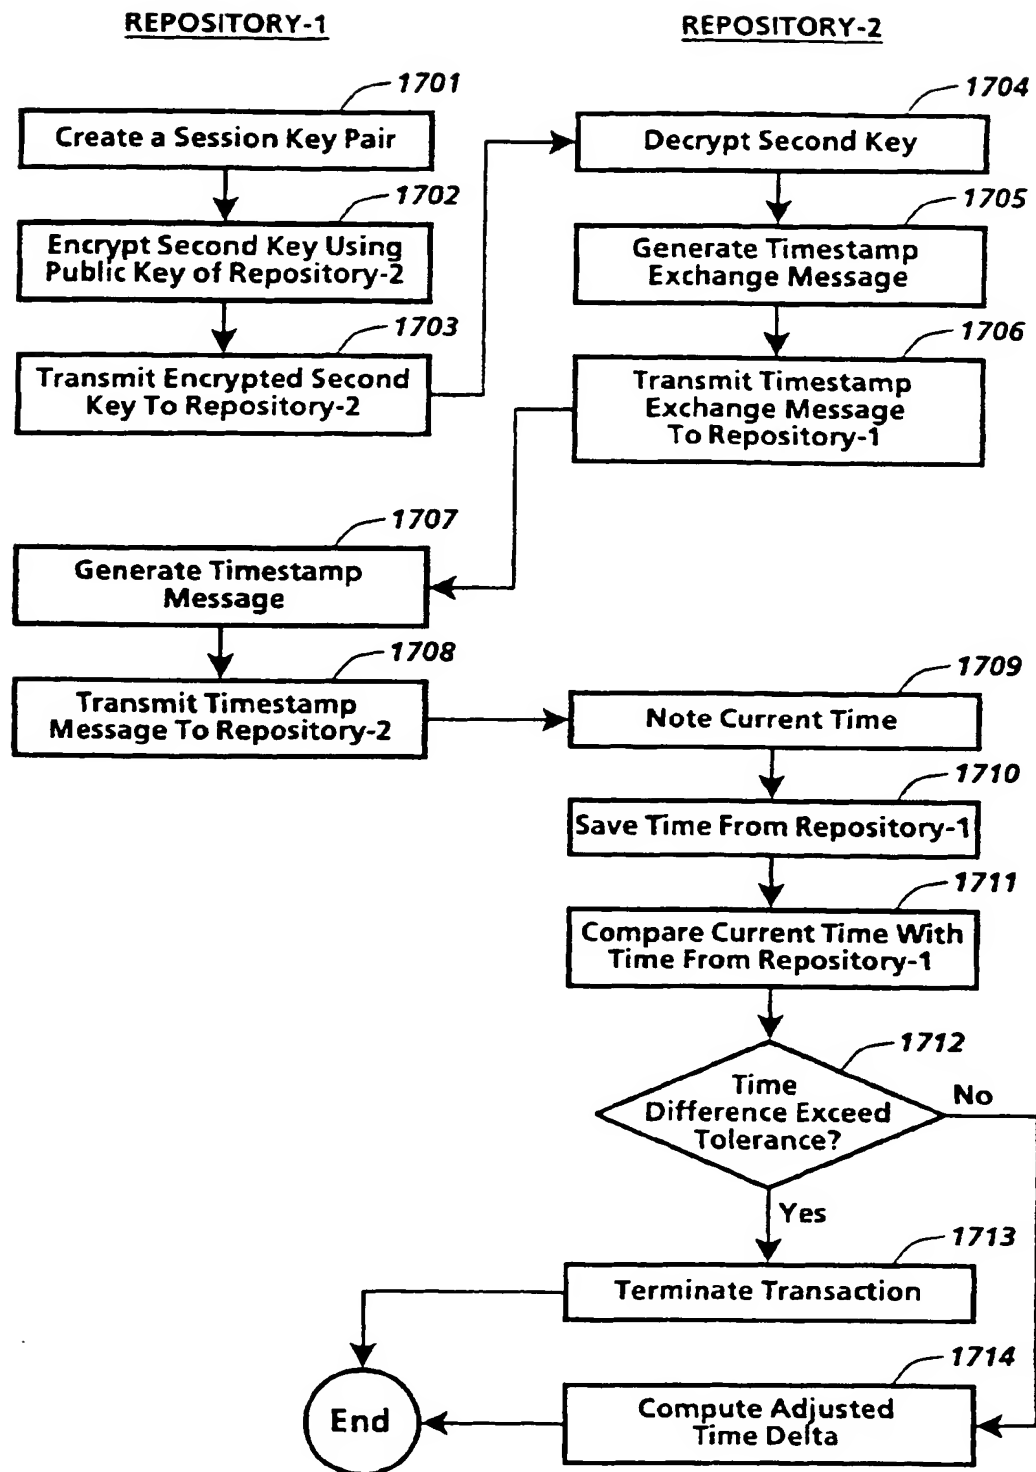 REPOSITORY-1
REPOSITORY-2
1701
Create a Session Key Pair
1702
Encrypt Second Key Using
Public Key of Repository-2
1703
Transmit Encrypted Second
Key To Repository-2
1704
Decrypt Second Key
1705
Generate Timestamp
Exchange Message
1706
Transmit Timestamp
Exchange Message
To Repository-1
1707
Generate Timestamp
Message
1708
Transmit Timestamp
Message To Repository-2
1709
Note Current Time
1710
Save Time From Repository-1
1711
Compare Current Time With
Time From Repository-1
1712
Time
Difference Exceed
Tolerance?
No
Yes
1713
Terminate Transaction
1714
Compute Adjusted
Time Delta
End